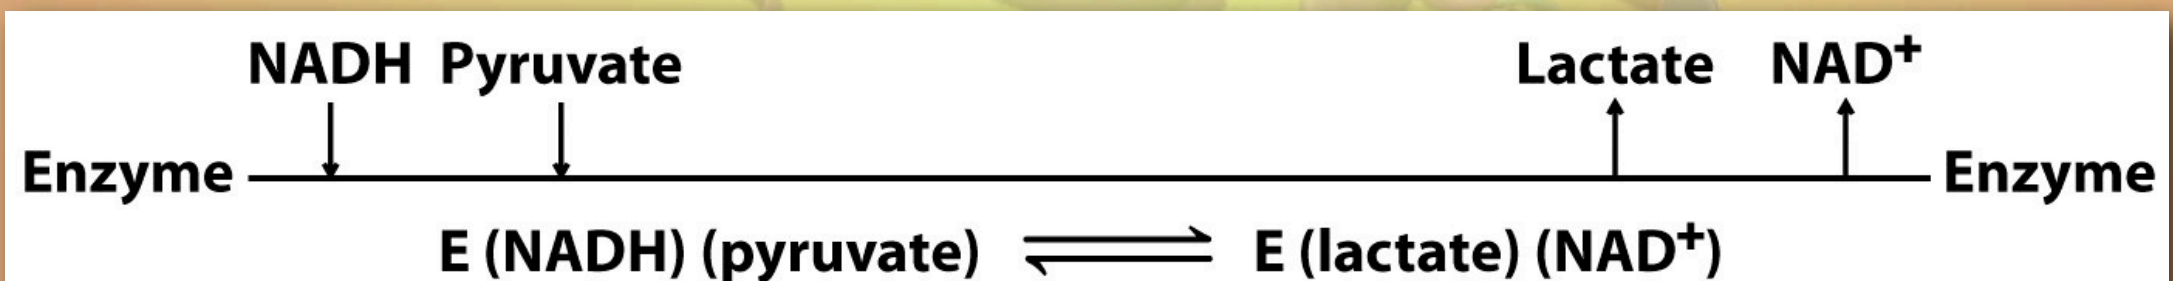 NADH Pyruvate Lactate NAD⁺
Enzyme Enzyme
E (NADH) (pyruvate) ⇌ E (lactate) (NAD⁺)